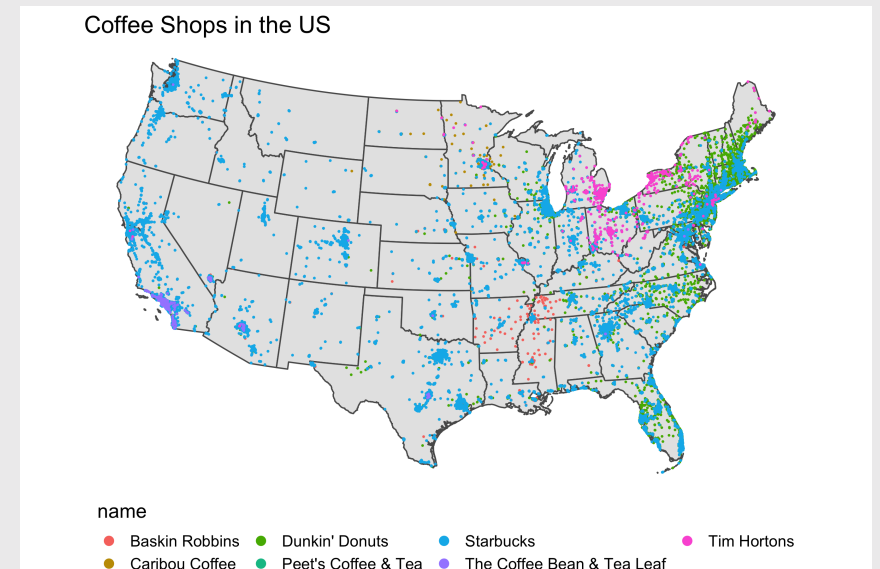 Coffee Shops in the US
name
Baskin Robbins Dunkin' Donuts Starbucks Tim Hortons
Caribou Coffee Peet's Coffee & Tea The Coffee Bean & Tea Leaf